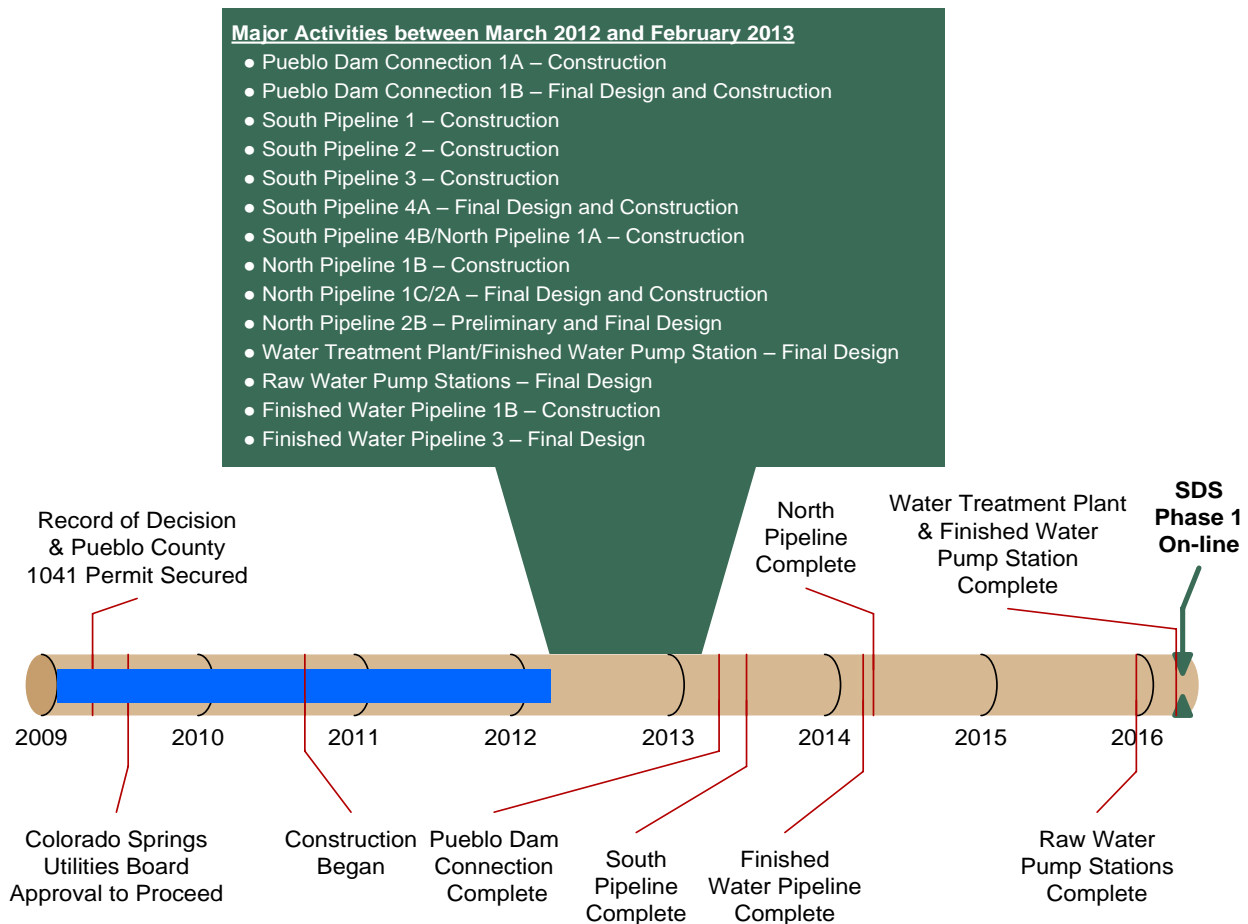 Major Activities between March 2012 and February 2013
● Pueblo Dam Connection 1A – Construction
● Pueblo Dam Connection 1B – Final Design and Construction
● South Pipeline 1 – Construction
● South Pipeline 2 – Construction
● South Pipeline 3 – Construction
● South Pipeline 4A – Final Design and Construction
● South Pipeline 4B/North Pipeline 1A – Construction
● North Pipeline 1B – Construction
● North Pipeline 1C/2A – Final Design and Construction
● North Pipeline 2B – Preliminary and Final Design
● Water Treatment Plant/Finished Water Pump Station – Final Design
● Raw Water Pump Stations – Final Design
● Finished Water Pipeline 1B – Construction
● Finished Water Pipeline 3 – Final Design
Record of Decision
& Pueblo County
1041 Permit Secured
North
Pipeline
Complete
Water Treatment Plant
& Finished Water
Pump Station
Complete
SDS
Phase 1
On-line
2009 2010 2011 2012 2013 2014 2015 2016
Colorado Springs
Utilities Board
Approval to Proceed
Construction
Began
Pueblo Dam
Connection
Complete
South
Pipeline
Complete
Finished
Water Pipeline
Complete
Raw Water
Pump Stations
Complete